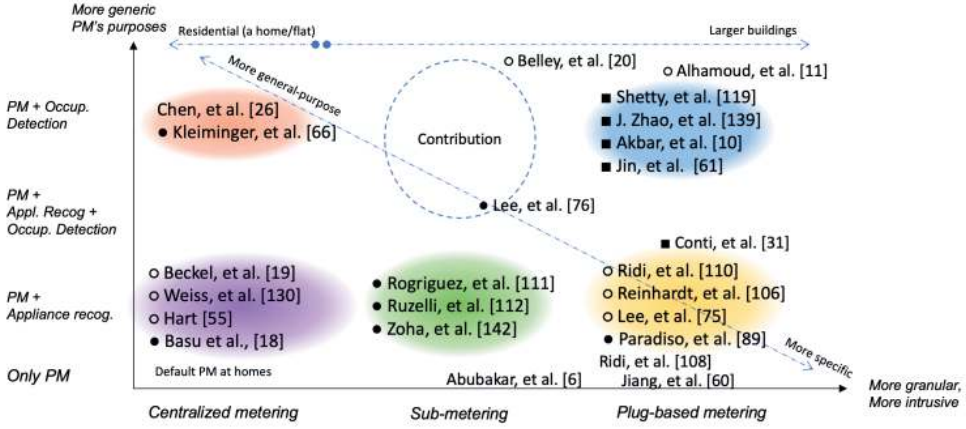 More generic
PM's purposes
Residential (a home/flat)
Larger buildings
More general-purpose
Belley, et al. [20]
Alhamoud, et al. [11]
PM + Occup.
Detection
Chen, et al. [26]
Kleiminger, et al. [66]
Contribution
Shetty, et al. [119]
J. Zhao, et al. [139]
Akbar, et al. [10]
Jin, et al. [61]
PM +
Appl. Recog +
Occup. Detection
Lee, et al. [76]
Conti, et al. [31]
PM +
Appliance recog.
Beckel, et al. [19]
Weiss, et al. [130]
Hart [55]
Basu et al., [18]
Rogriguez, et al. [111]
Ruzelli, et al. [112]
Zoha, et al. [142]
Ridi, et al. [110]
Reinhardt, et al. [106]
Lee, et al. [75]
Paradiso, et al. [89]
More specific
Only PM
Default PM at homes
Abubakar, et al. [6]
Ridi, et al. [108]
Jiang, et al. [60]
More granular,
More intrusive
Centralized metering
Sub-metering
Plug-based metering